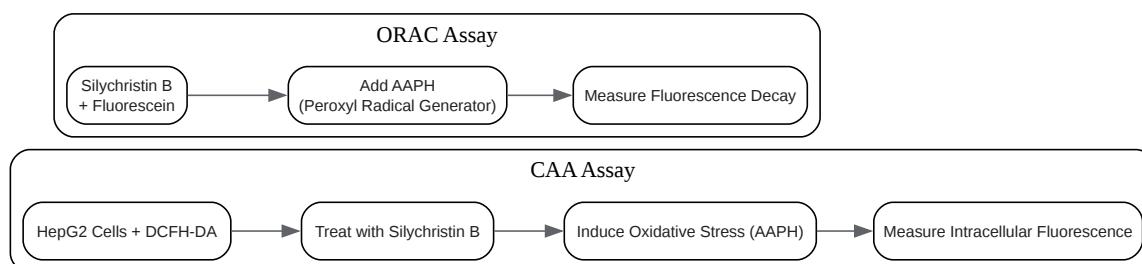 ORAC Assay
Silychristin B
+ Fluorescein
Add AAPH
(Peroxyl Radical Generator)
Measure Fluorescence Decay
CAA Assay
HepG2 Cells + DCFH-DA
Treat with Silychristin B
Induce Oxidative Stress (AAPH)
Measure Intracellular Fluorescence